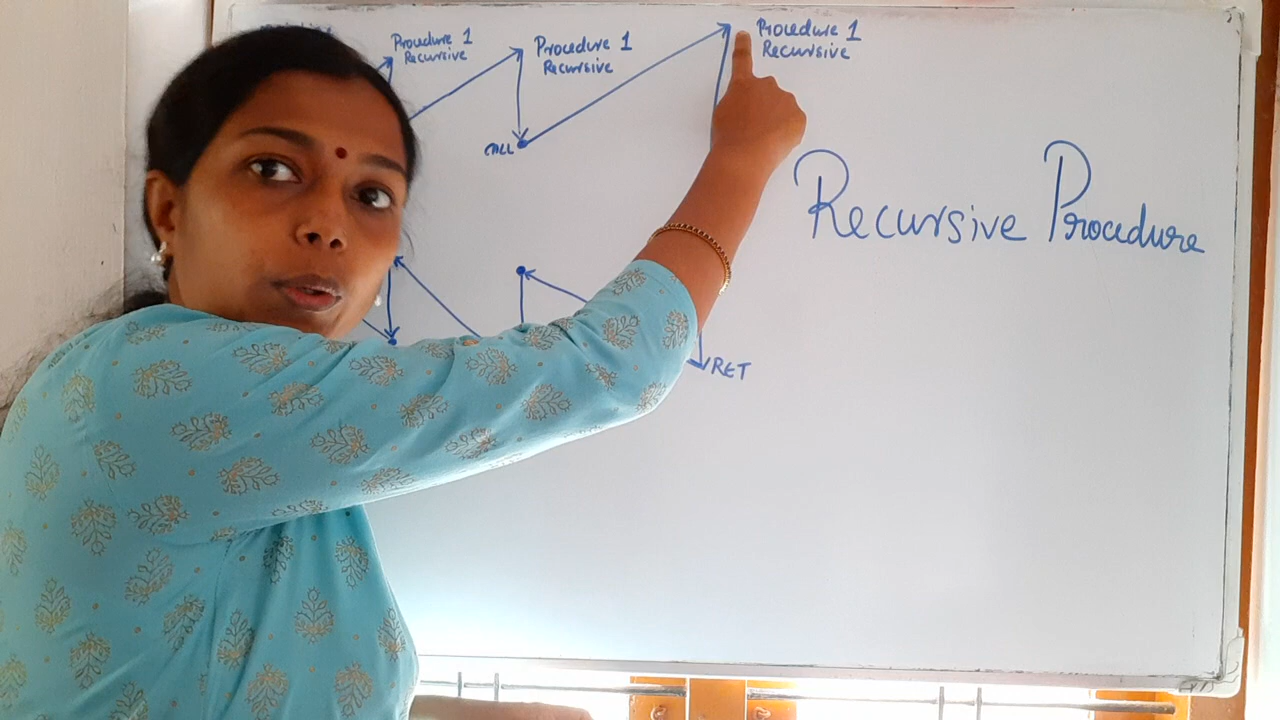 Procedure 1
Recursive
Procedure 1
Recursive
Procedure 1
Recursive
CALL
Recursive Procedure
RET